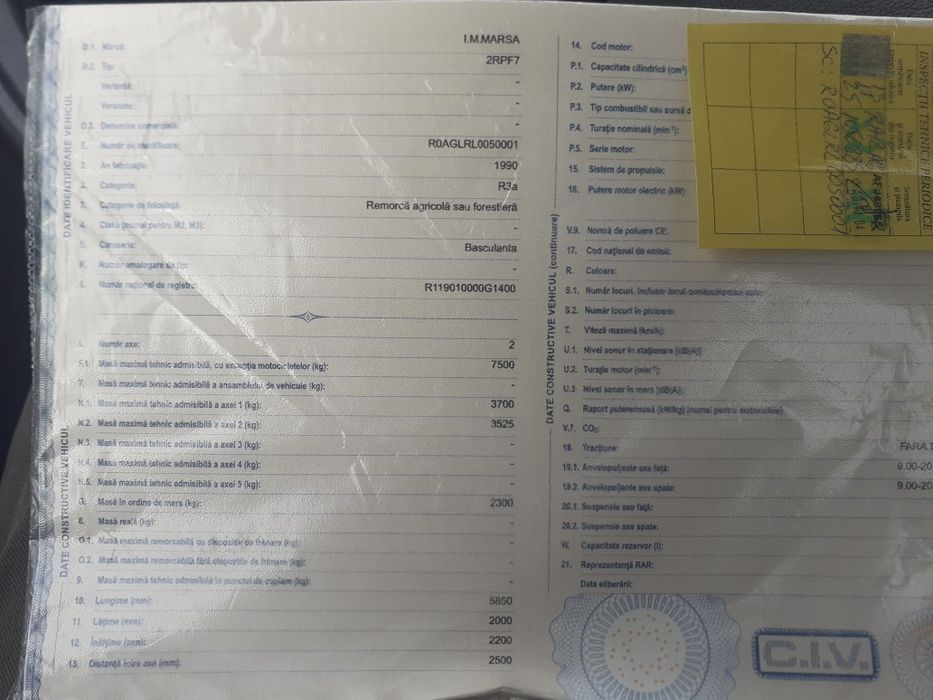 DATE IDENTIFICARE VEHICUL
D.1. Marca: I.M.MARSA
D.2. Tip: 2RPF7
Variantă: -
Versiune: -
D.3. Denumire comercială: -
E. Număr de identificare: R0AGLRL0050001
2. An fabricație: 1990
3. Categorie: R3a
3. Categorie de folosință: Remorcă agricolă sau forestieră
4. Clasa (numai pentru M2, M3): -
5. Caroserie: Basculanta
K. Număr omologare de tip: -
6. Număr național de registru: R119010000G1400
DATE CONSTRUCTIVE VEHICUL
L. Număr axe: 2
F.1. Masă maximă tehnic admisibilă, cu excepția motocicletelor (kg): 7500
7. Masă maximă tehnic admisibilă a ansamblului de vehicule (kg): -
N.1. Masă maximă tehnic admisibilă a axei 1 (kg): 3700
N.2. Masă maximă tehnic admisibilă a axei 2 (kg): 3525
N.3. Masă maximă tehnic admisibilă a axei 3 (kg): -
N.4. Masă maximă tehnic admisibilă a axei 4 (kg): -
N.5. Masă maximă tehnic admisibilă a axei 5 (kg): -
G. Masă în ordine de mers (kg): 2300
8. Masă reală (kg): -
O.1. Masă maximă remorcabilă cu dispozitiv de frânare (kg): -
O.2. Masă maximă remorcabilă fără dispozitiv de frânare (kg): -
9. Masă maximă tehnic admisibilă în punctul de cuplare (kg): -
10. Lungime (mm): 5850
11. Lățime (mm): 2000
12. Înălțime (mm): 2200
13. Distanță între axe (mm): 2500
DATE CONSTRUCTIVE VEHICUL (continuare)
14. Cod motor:
P.1. Capacitate cilindrică (cm³)
P.2. Putere (kW):
P.3. Tip combustibil sau sursă d
P.4. Turație nominală (min⁻¹):
P.5. Serie motor:
15. Sistem de propulsie:
16. Putere motor electric (kW):
V.9. Normă de poluare CE:
17. Cod național de emisii:
R. Culoare:
S.1. Număr locuri, inclusiv locul conducătorului auto:
S.2. Număr locuri în picioare:
T. Viteză maximă (km/h):
U.1. Nivel sonor în staționare [dB(A)]:
U.2. Turație motor (min⁻¹):
U.3. Nivel sonor în mers [dB(A)]:
Q. Raport putere/masă (kW/kg) (numai pentru motociclete):
V.7. CO₂:
18. Tracțiune: FARA T
19.1. Anvelope/jante axe față: 9.00-20
19.2. Anvelope/jante axe spate: 9.00-20
20.1. Suspensie axe față:
20.2. Suspensie axe spate:
W. Capacitate rezervor (l):
21. Reprezentanță RAR:
Data eliberării:
C.I.V.
INSPECȚII TEHNICE PERIODICE